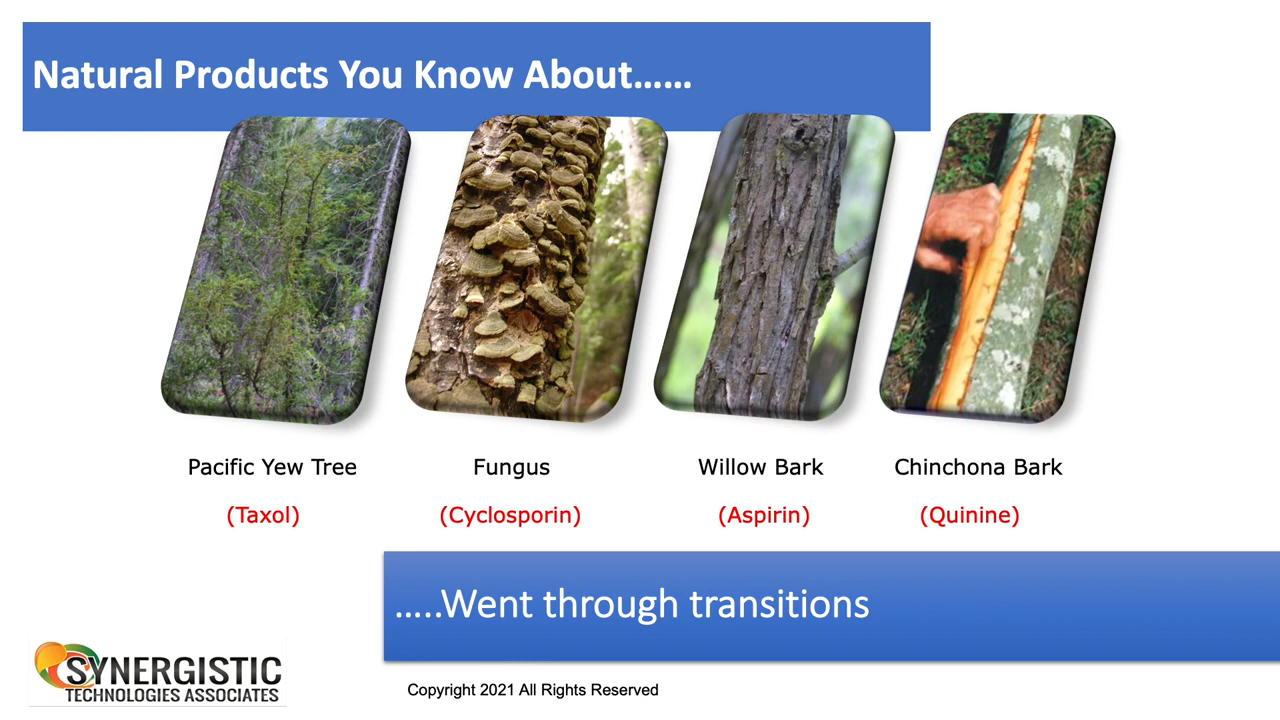 Natural Products You Know About......
Pacific Yew Tree
Fungus
Willow Bark
Chinchona Bark
(Taxol)
(Cyclosporin)
(Aspirin)
(Quinine)
.....Went through transitions
SYNERGISTIC
TECHNOLOGIES ASSOCIATES
Copyright 2021 All Rights Reserved